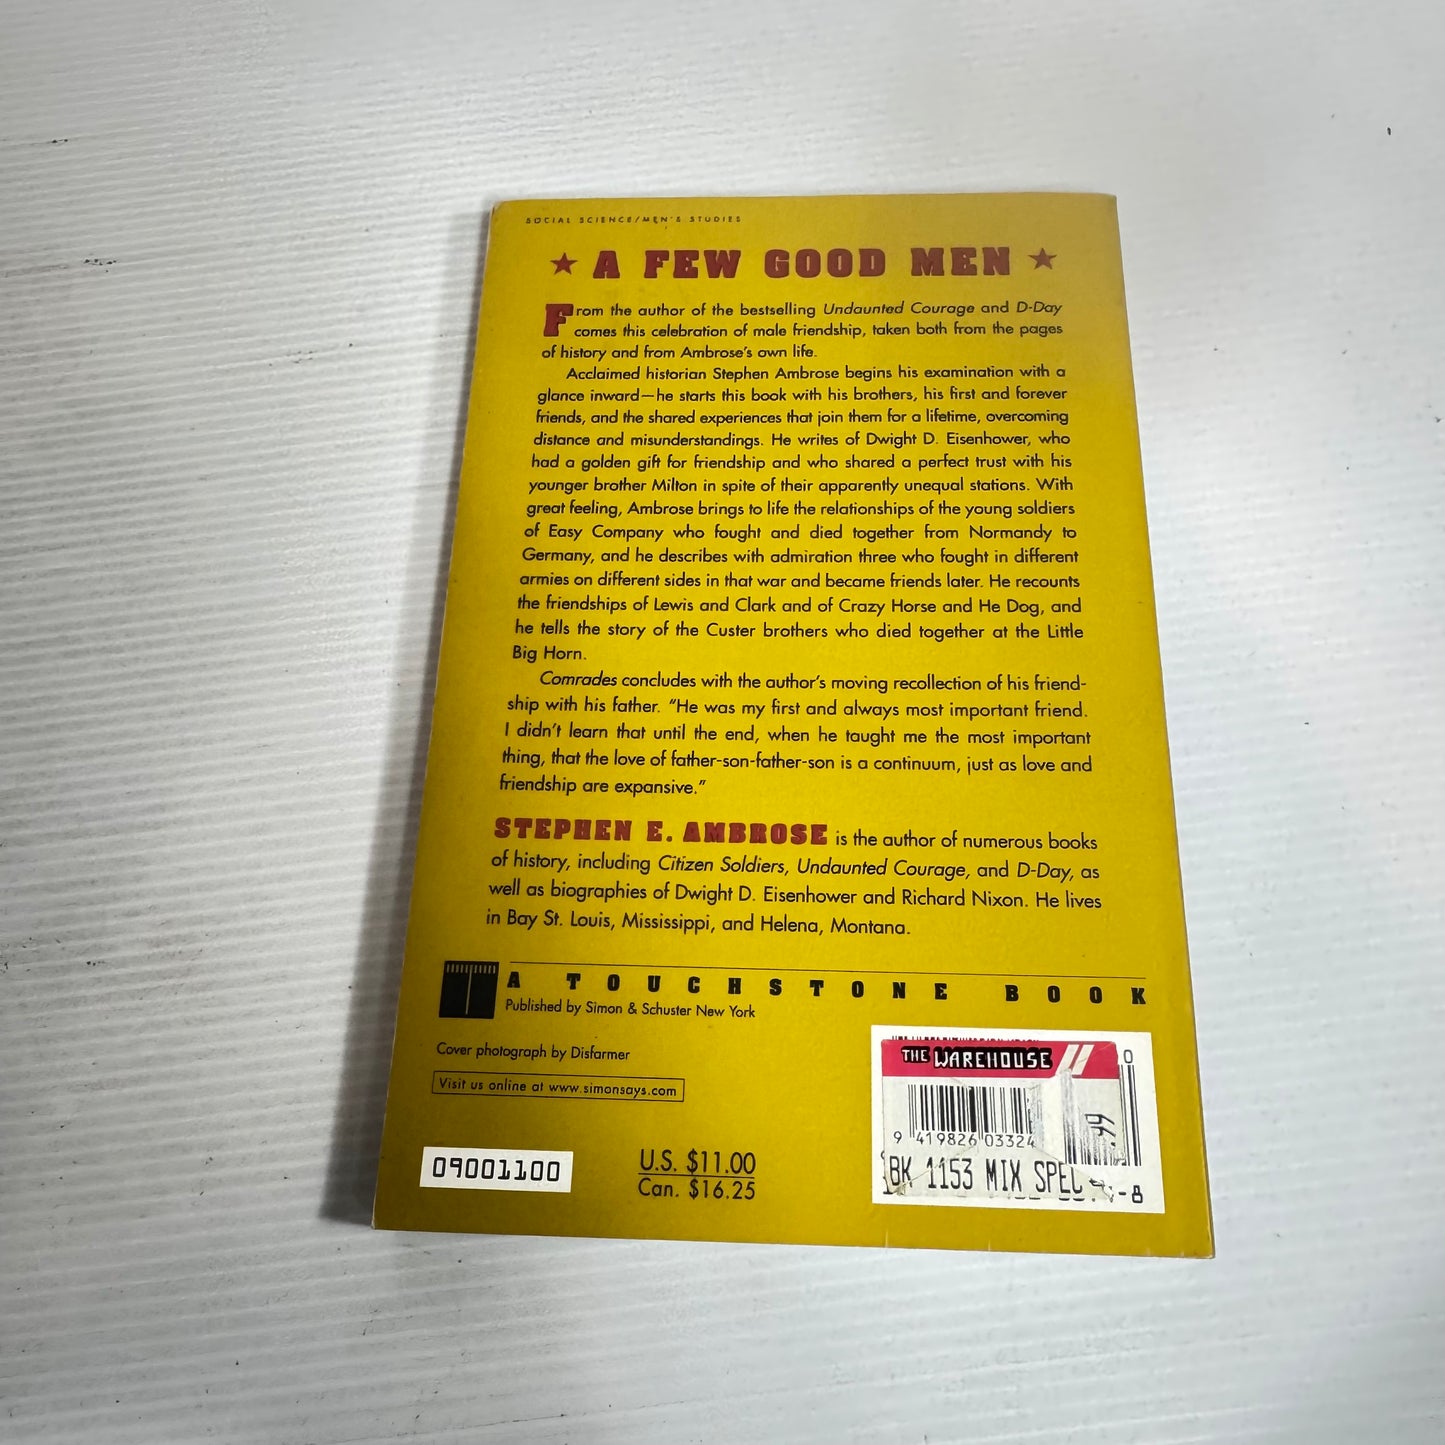 SOCIAL SCIENCE/MEN'S STUDIES
★ A FEW GOOD MEN ★
From the author of the bestselling Undaunted Courage and D-Day
comes this celebration of male friendship, taken both from the pages
of history and from Ambrose's own life.
Acclaimed historian Stephen Ambrose begins his examination with a
glance inward—he starts this book with his brothers, his first and forever
friends, and the shared experiences that join them for a lifetime, overcoming
distance and misunderstandings. He writes of Dwight D. Eisenhower, who
had a golden gift for friendship and who shared a perfect trust with his
younger brother Milton in spite of their apparently unequal stations. With
great feeling, Ambrose brings to life the relationships of the young soldiers
of Easy Company who fought and died together from Normandy to
Germany, and he describes with admiration three who fought in different
armies on different sides in that war and became friends later. He recounts
the friendships of Lewis and Clark and of Crazy Horse and He Dog, and
he tells the story of the Custer brothers who died together at the Little
Big Horn.
Comrades concludes with the author's moving recollection of his friend-
ship with his father. "He was my first and always most important friend.
I didn't learn that until the end, when he taught me the most important
thing, that the love of father-son-father-son is a continuum, just as love and
friendship are expansive."
STEPHEN E. AMBROSE is the author of numerous books
of history, including Citizen Soldiers, Undaunted Courage, and D-Day, as
well as biographies of Dwight D. Eisenhower and Richard Nixon. He lives
in Bay St. Louis, Mississippi, and Helena, Montana.
A TOUCHSTONE BOOK
Published by Simon & Schuster New York
Cover photograph by Disfarmer
Visit us online at www.simonsays.com
09001100
U.S. $11.00
Can. $16.25
THE WAREHOUSE
0
9 419826 03324
.99
BK 1153 MIX SPEC
-8